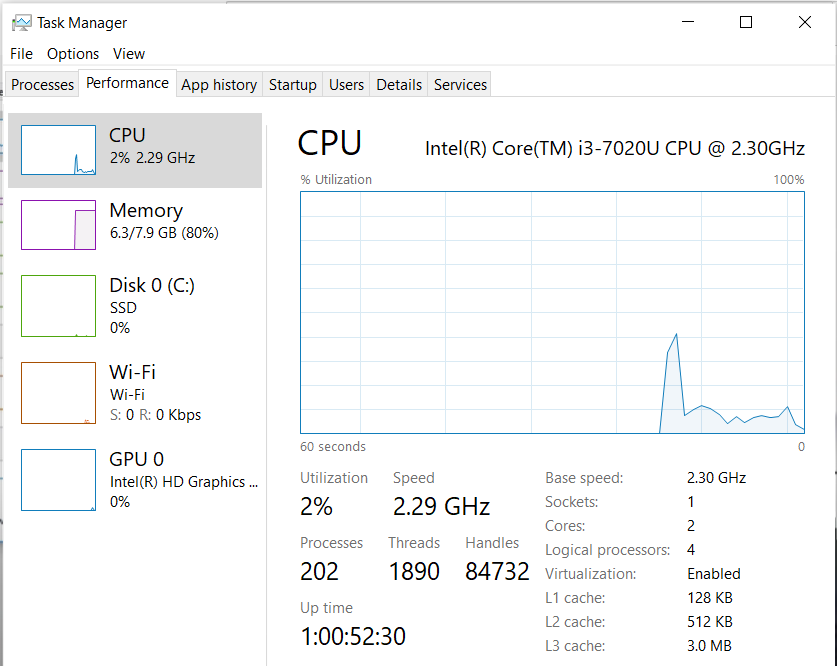 Task Manager
File Options View
Processes Performance App history Startup Users Details Services
CPU
2% 2.29 GHz
Memory
6.3/7.9 GB (80%)
Disk 0 (C:)
SSD
0%
Wi-Fi
Wi-Fi
S: 0 R: 0 Kbps
GPU 0
Intel(R) HD Graphics ...
0%
CPU Intel(R) Core(TM) i3-7020U CPU @ 2.30GHz
% Utilization 100%
60 seconds 0
Utilization Speed
2% 2.29 GHz
Processes Threads Handles
202 1890 84732
Up time
1:00:52:30
Base speed: 2.30 GHz
Sockets: 1
Cores: 2
Logical processors: 4
Virtualization: Enabled
L1 cache: 128 KB
L2 cache: 512 KB
L3 cache: 3.0 MB